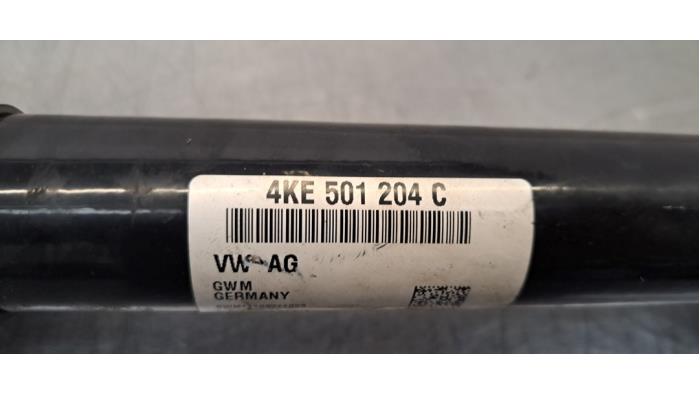 4KE 501 204 C
VW AG
GWM
GERMANY